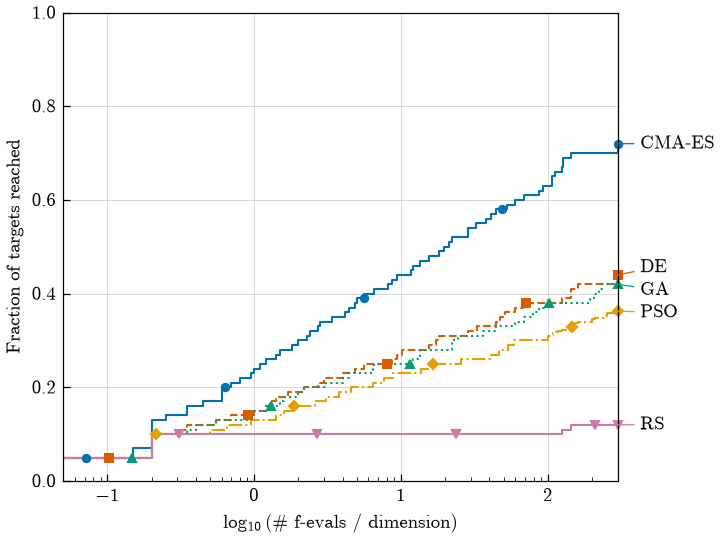 1.0
0.8
0.6
0.4
0.2
0.0
Fraction of targets reached
CMA-ES
DE
GA
PSO
RS
−1 0 1 2
log₁₀ (# f-evals / dimension)